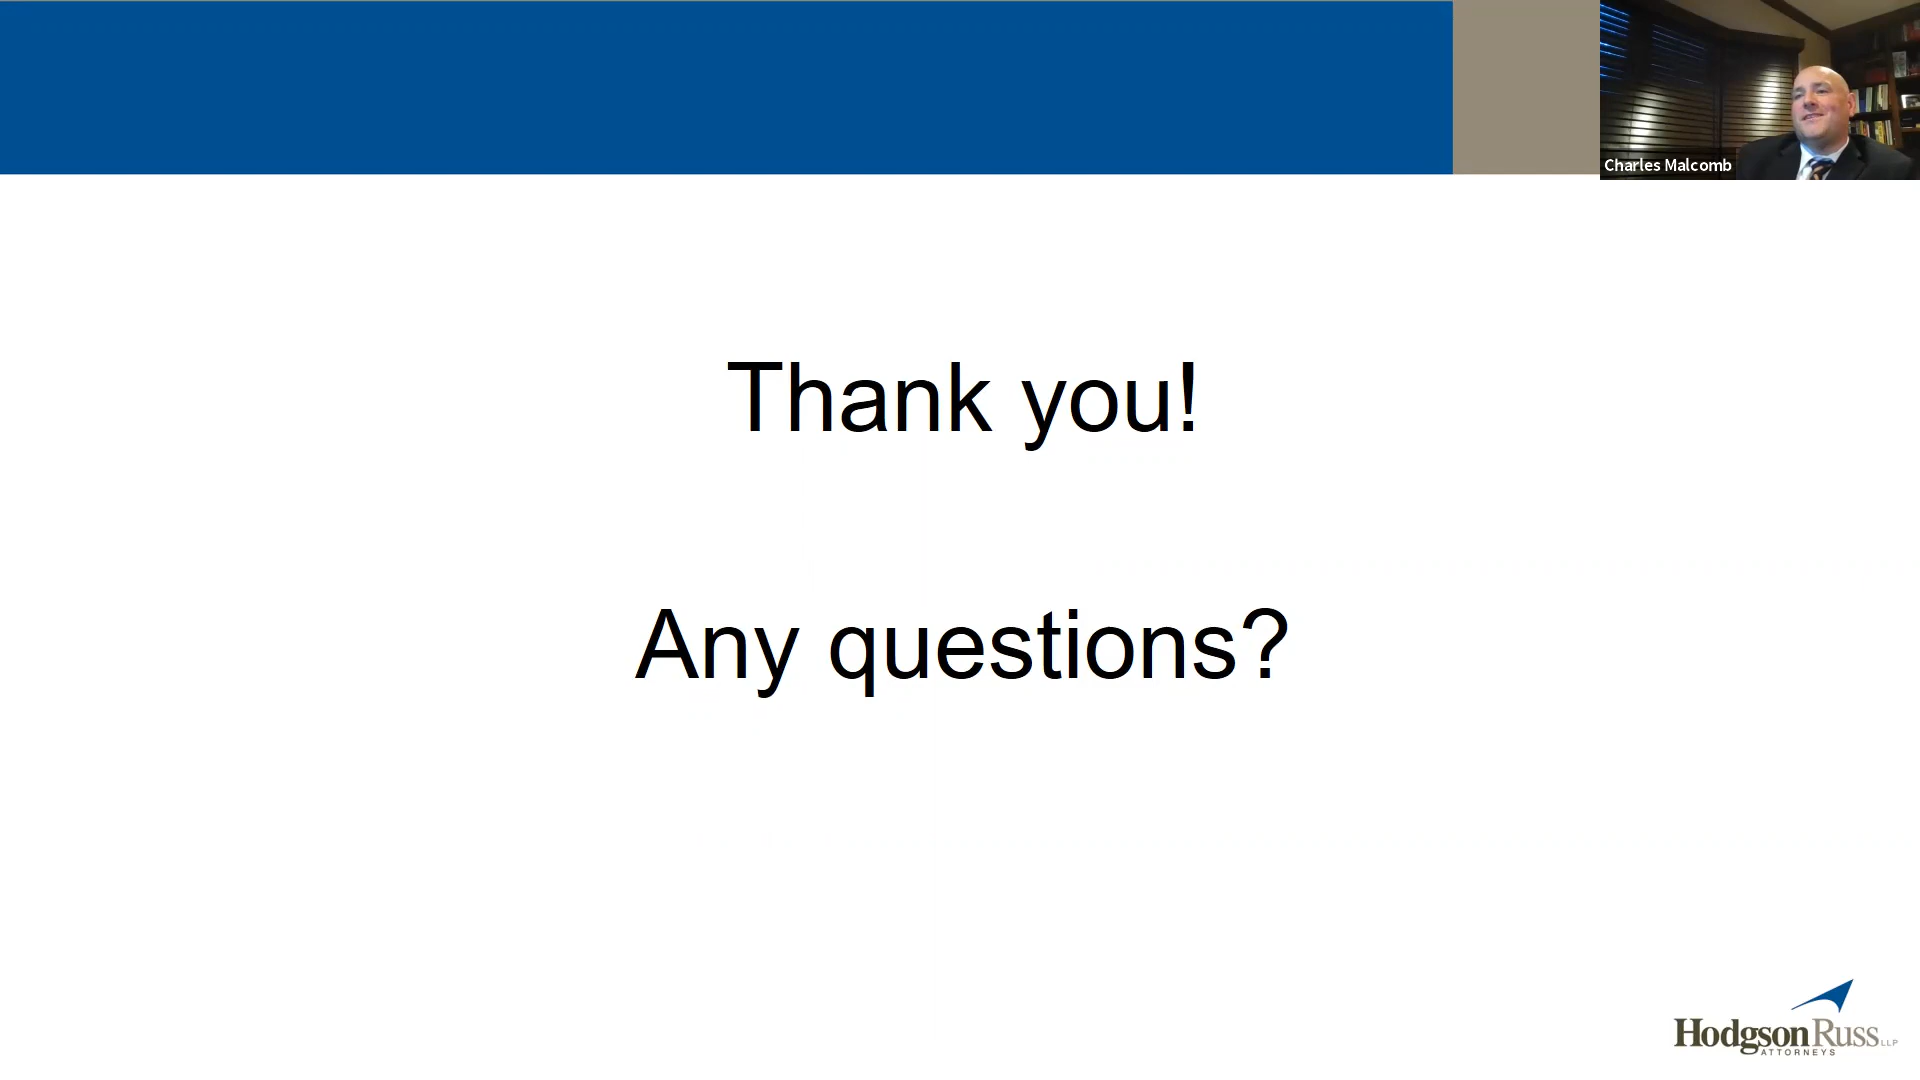 Charles Malcomb
Thank you!
Any questions?
HodgsonRuss LLP
ATTORNEYS